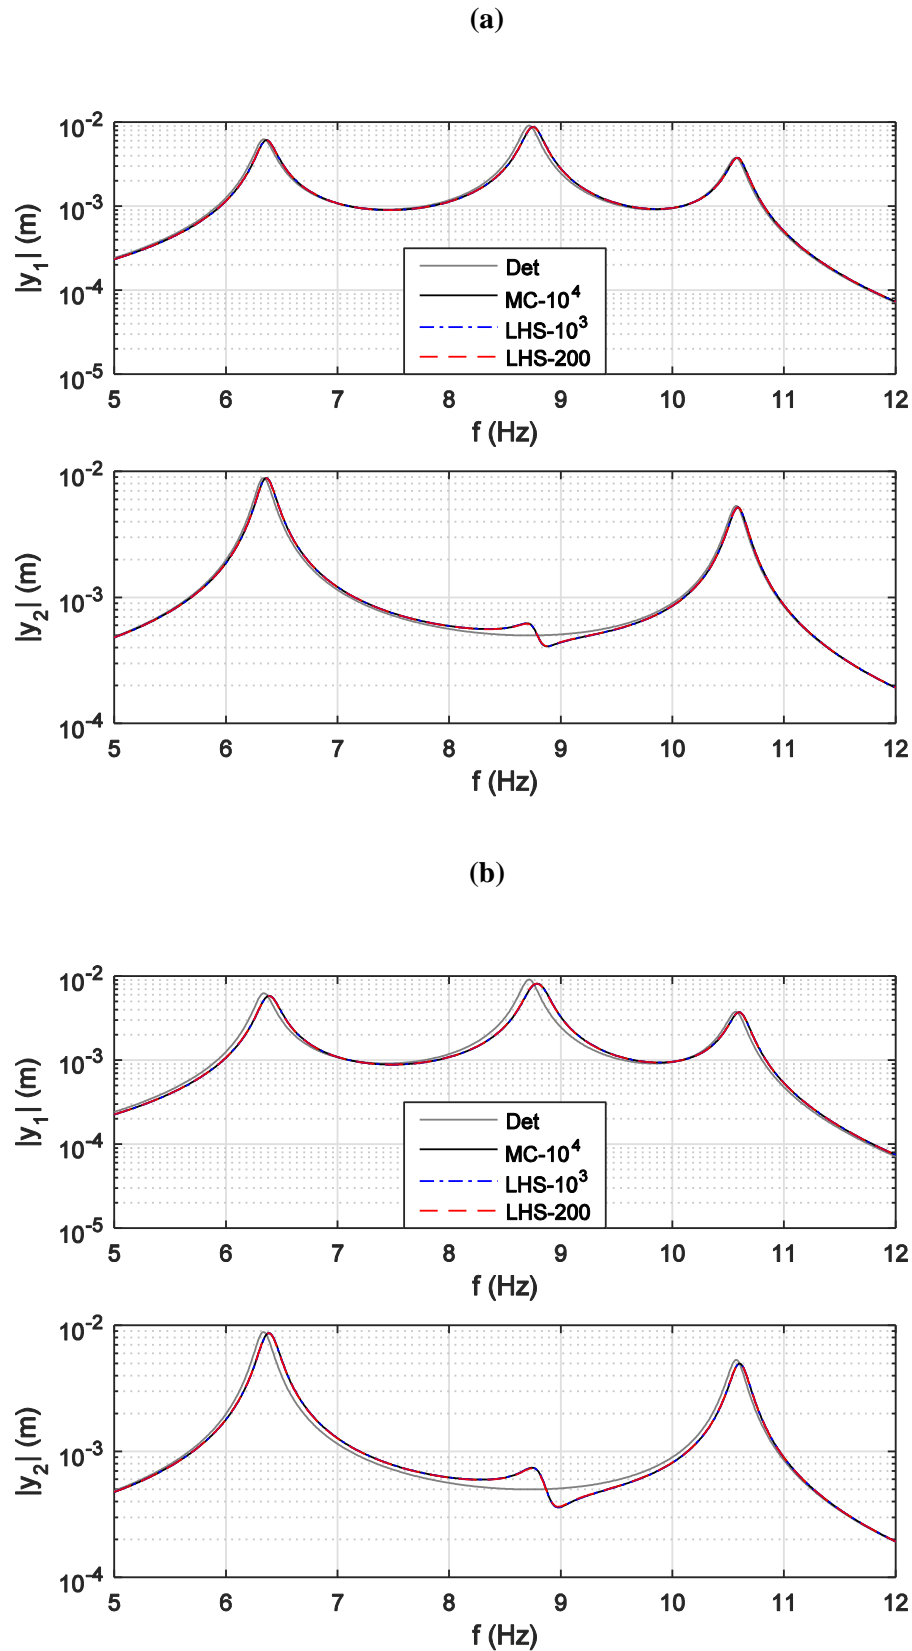 (a)
10^-2
10^-3
10^-4
10^-5
|y_1| (m)
Det
MC-10^4
LHS-10^3
LHS-200
5 6 7 8 9 10 11 12
f (Hz)
10^-2
10^-3
10^-4
|y_2| (m)
5 6 7 8 9 10 11 12
f (Hz)
(b)
10^-2
10^-3
10^-4
10^-5
|y_1| (m)
Det
MC-10^4
LHS-10^3
LHS-200
5 6 7 8 9 10 11 12
f (Hz)
10^-2
10^-3
10^-4
|y_2| (m)
5 6 7 8 9 10 11 12
f (Hz)